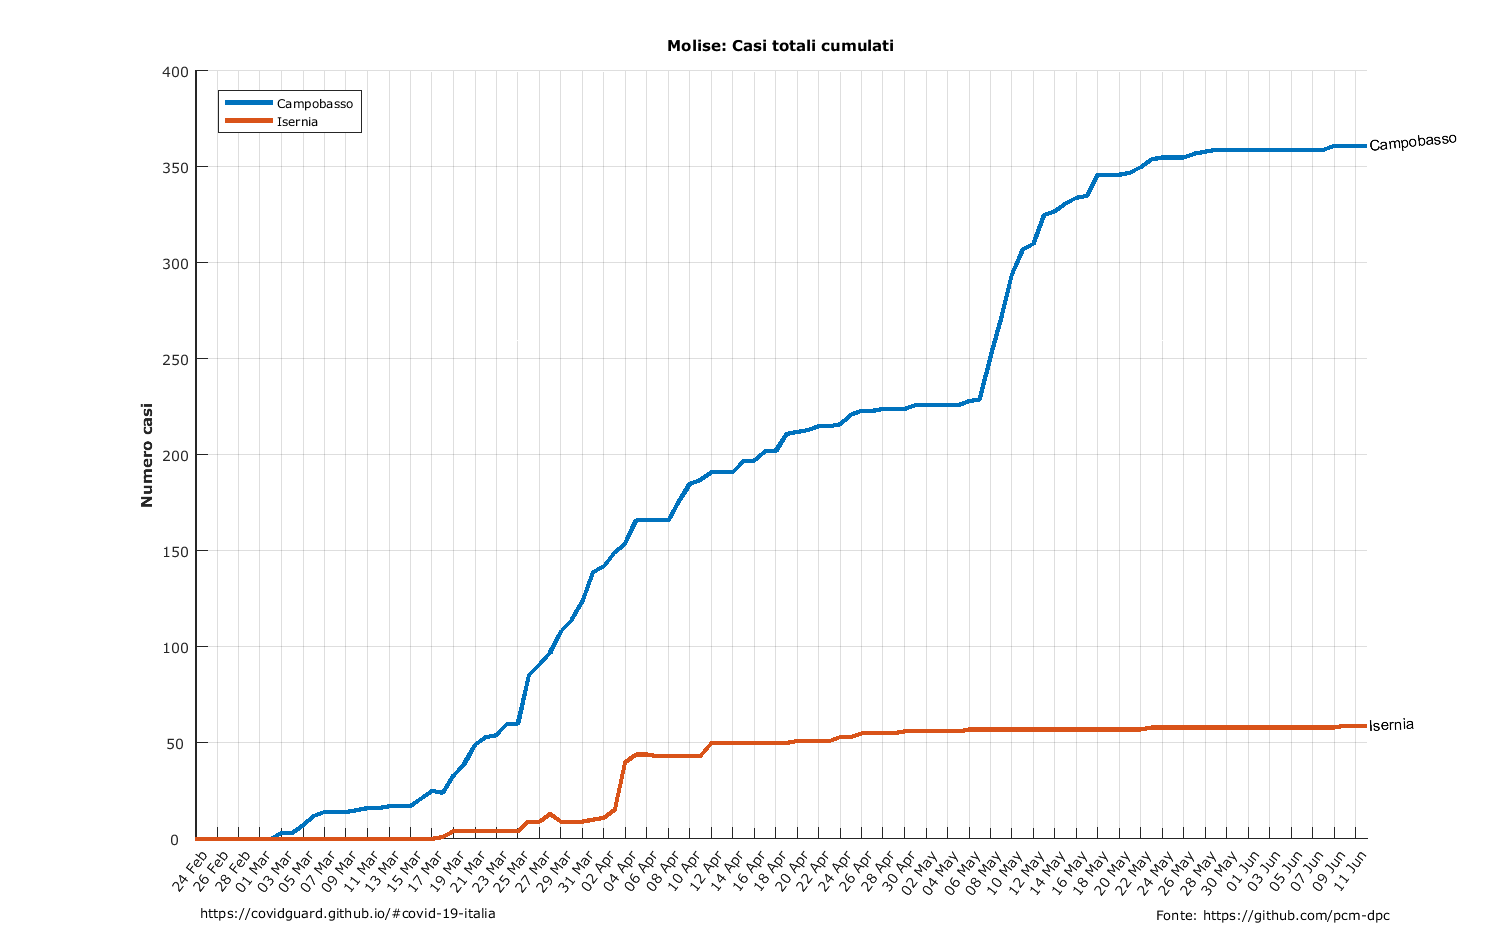 Molise: Casi totali cumulati
400
350
300
250
200
150
100
50
0
Numero casi
Campobasso
Isernia
Campobasso
Isernia
24 Feb
26 Feb
28 Feb
01 Mar
03 Mar
05 Mar
07 Mar
09 Mar
11 Mar
13 Mar
15 Mar
17 Mar
19 Mar
21 Mar
23 Mar
25 Mar
27 Mar
29 Mar
31 Mar
02 Apr
04 Apr
06 Apr
08 Apr
10 Apr
12 Apr
14 Apr
16 Apr
18 Apr
20 Apr
22 Apr
24 Apr
26 Apr
28 Apr
30 Apr
02 May
04 May
06 May
08 May
10 May
12 May
14 May
16 May
18 May
20 May
22 May
24 May
26 May
28 May
30 May
01 Jun
03 Jun
05 Jun
07 Jun
09 Jun
11 Jun
https://covidguard.github.io/#covid-19-italia
Fonte: https://github.com/pcm-dpc